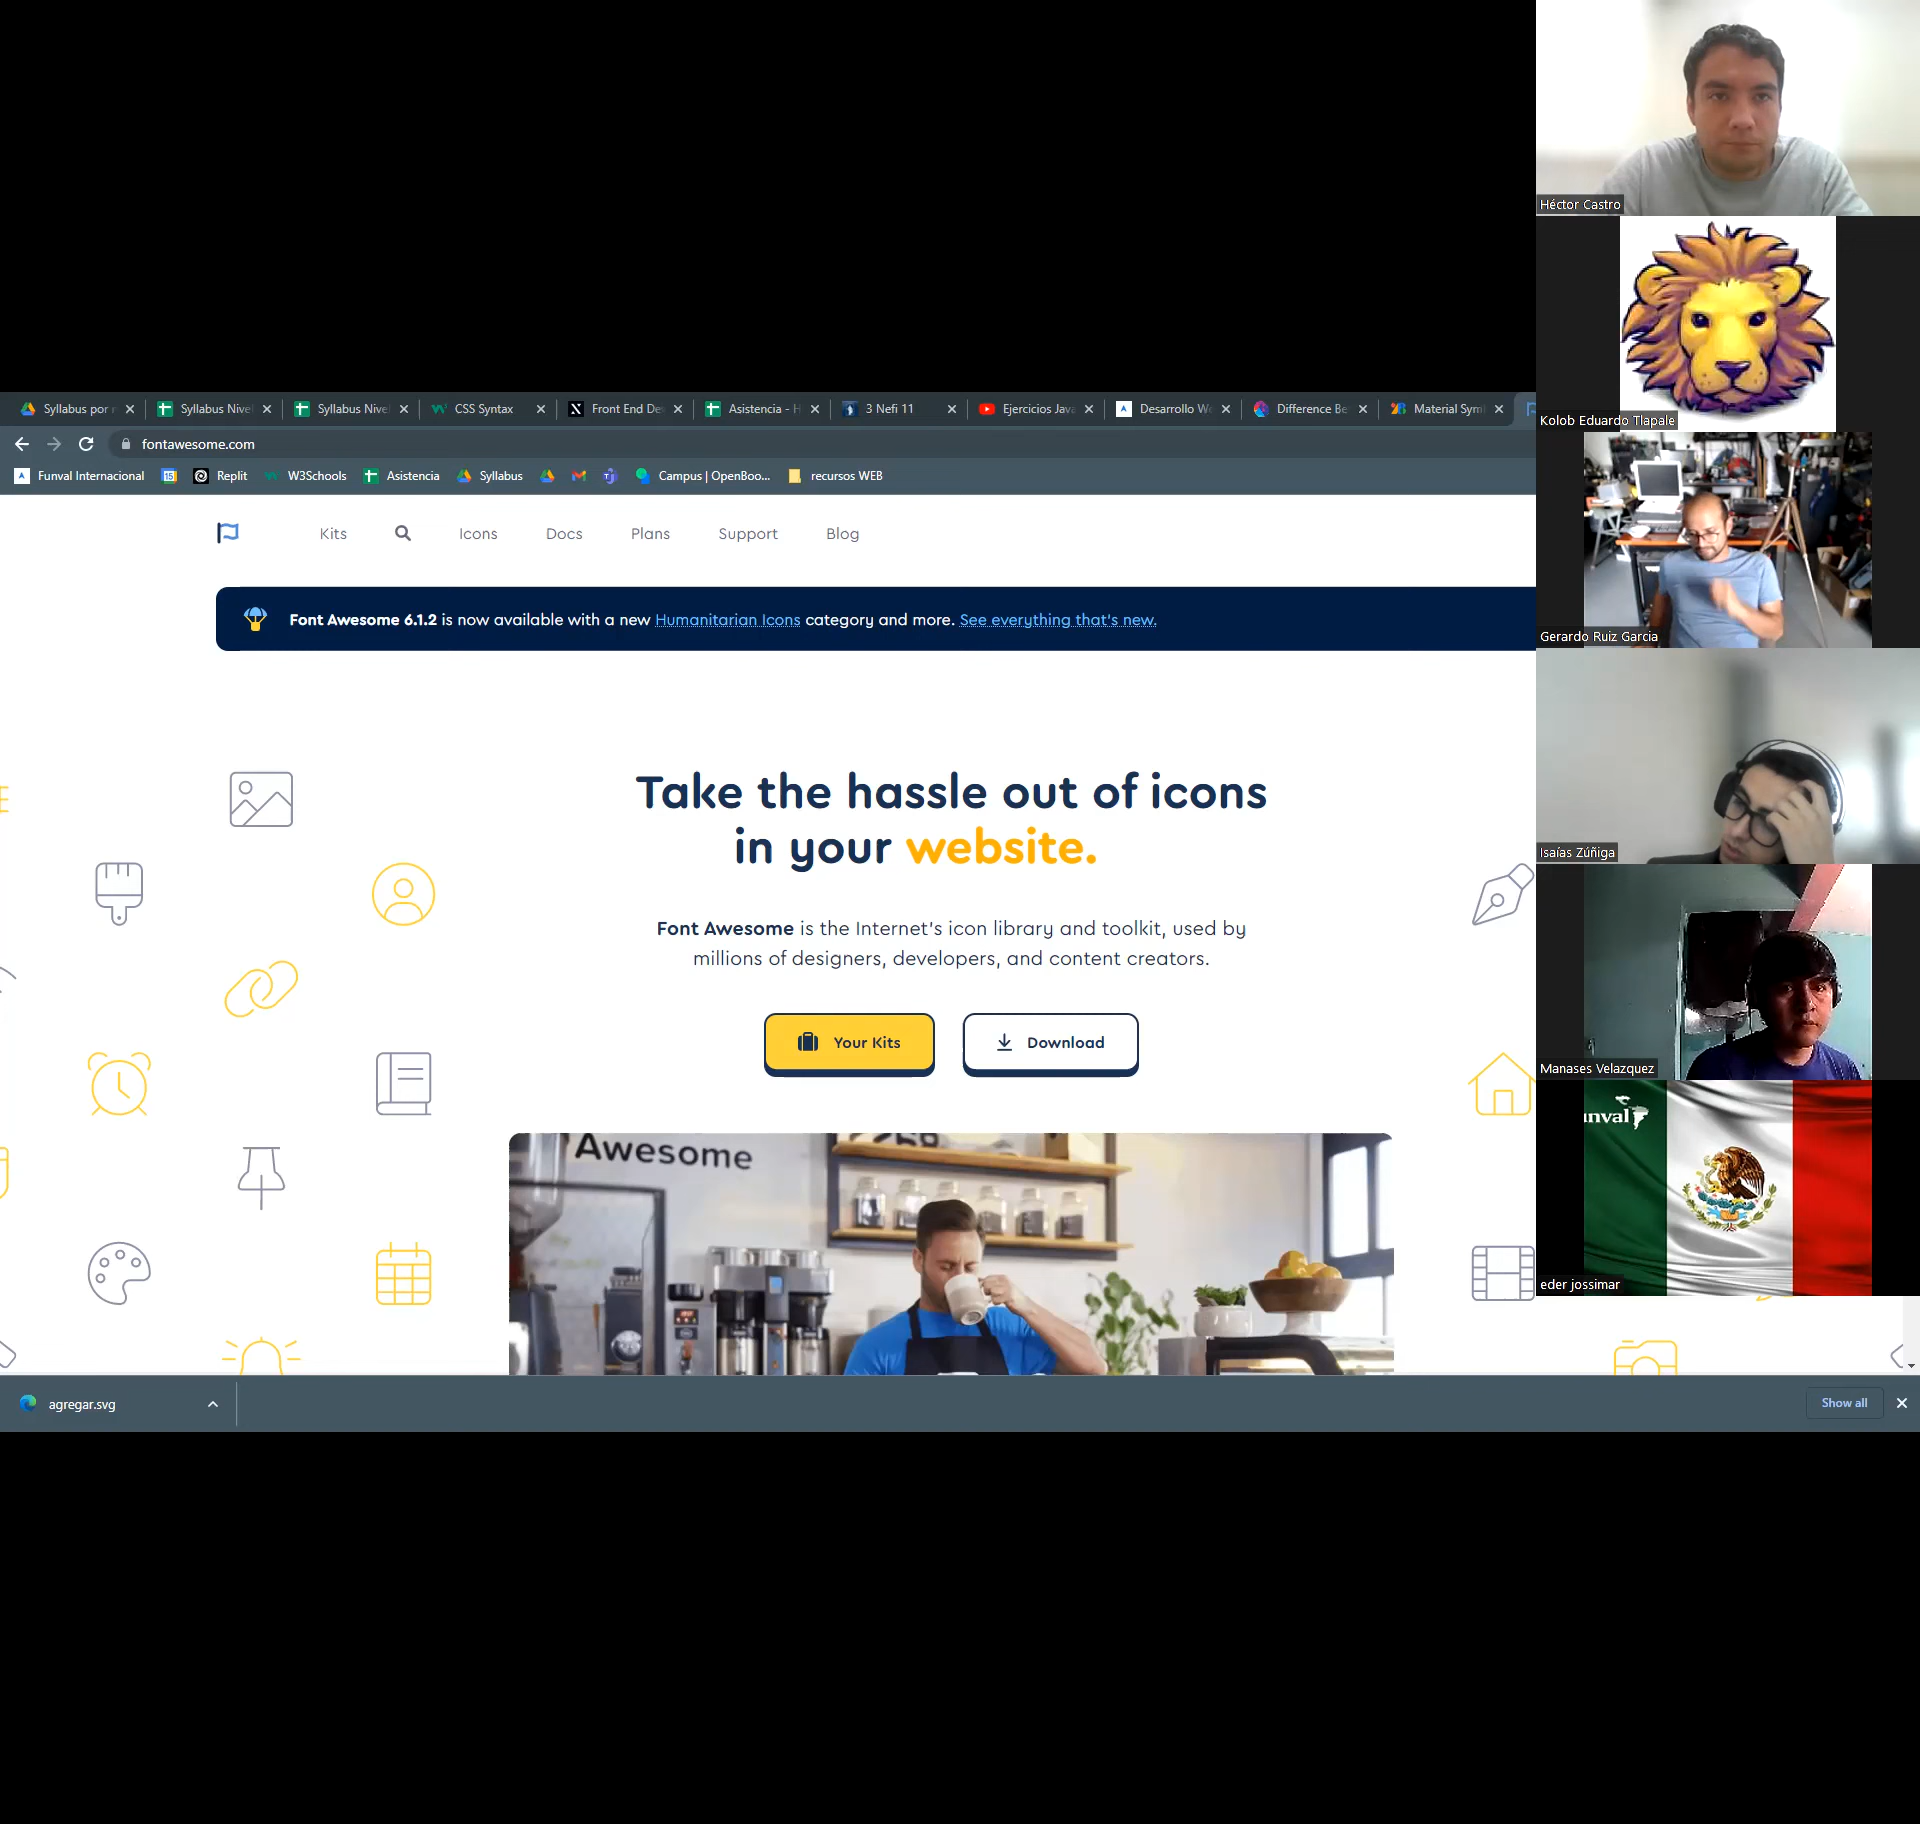 Syllabus por
Syllabus Nive
Syllabus Nive
CSS Syntax
Front End De
Asistencia - H
3 Nefi 11
Ejercicios Java
Desarrollo We
Difference Be
Material Sym
fontawesome.com
Funval Internacional
Replit
W3Schools
Asistencia
Syllabus
Campus | OpenBoo...
recursos WEB
Kits
Icons
Docs
Plans
Support
Blog
Font Awesome 6.1.2 is now available with a new Humanitarian Icons category and more. See everything that's new.
Take the hassle out of icons
in your website.
Font Awesome is the Internet's icon library and toolkit, used by
millions of designers, developers, and content creators.
Your Kits
Download
Awesome
agregar.svg
Show all
Héctor Castro
Kolob Eduardo Tlapale
Gerardo Ruiz Garcia
Isaías Zúñiga
Manases Velazquez
unval
eder jossimar